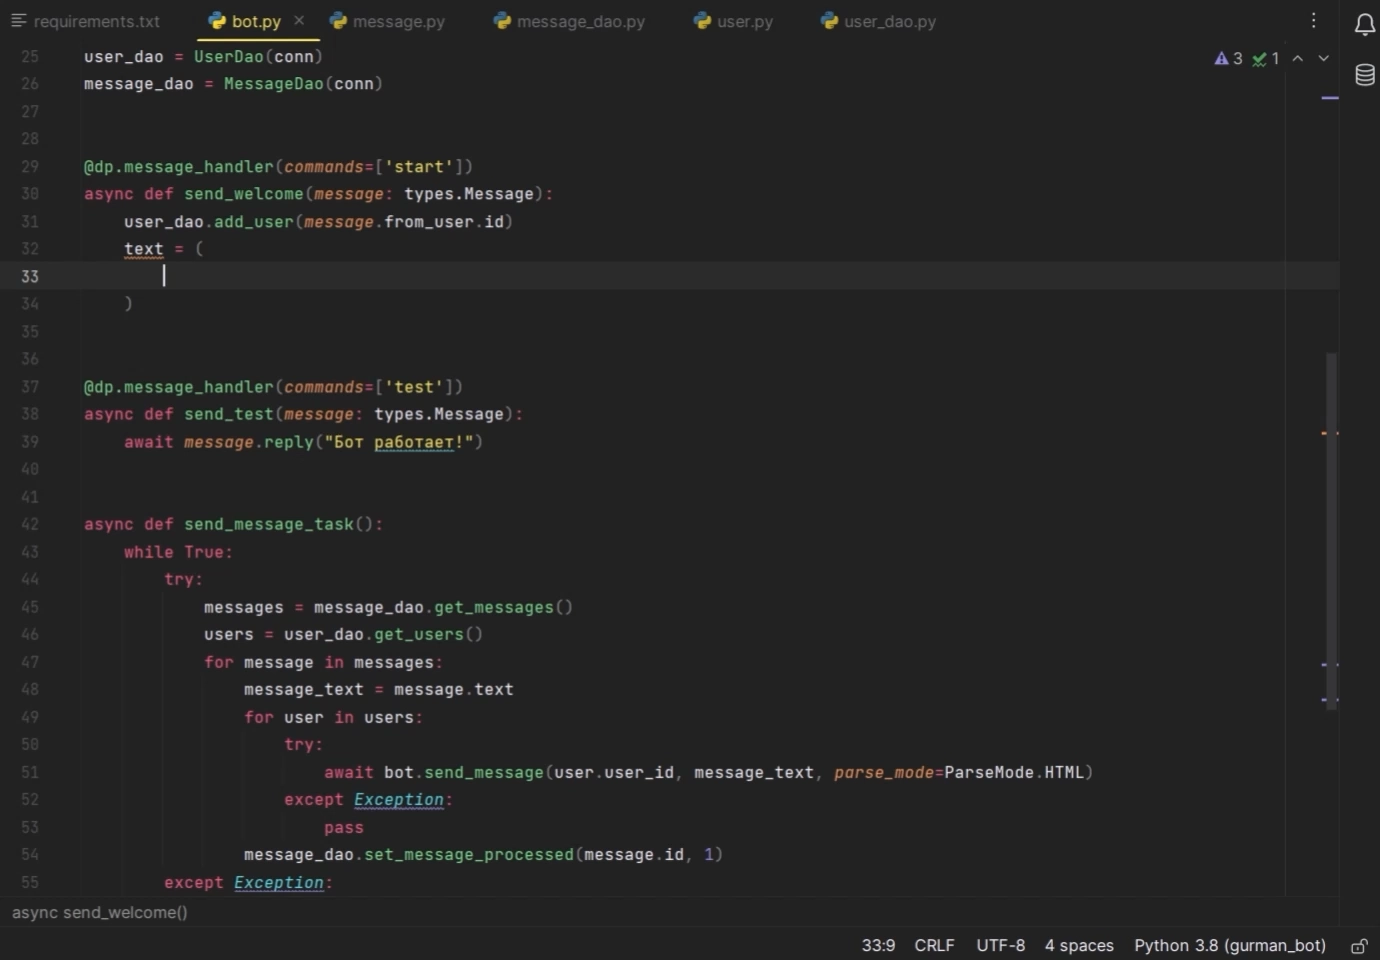 requirements.txt bot.py message.py message_dao.py user.py user_dao.py
25 user_dao = UserDao(conn)
3 1
26 message_dao = MessageDao(conn)
27
28
29 @dp.message_handler(commands=['start'])
30 async def send_welcome(message: types.Message):
31 user_dao.add_user(message.from_user.id)
32 text = (
33
34 )
35
36
37 @dp.message_handler(commands=['test'])
38 async def send_test(message: types.Message):
39 await message.reply("Бот работает!")
40
41
42 async def send_message_task():
43 while True:
44 try:
45 messages = message_dao.get_messages()
46 users = user_dao.get_users()
47 for message in messages:
48 message_text = message.text
49 for user in users:
50 try:
51 await bot.send_message(user.user_id, message_text, parse_mode=ParseMode.HTML)
52 except Exception:
53 pass
54 message_dao.set_message_processed(message.id, 1)
55 except Exception:
async send_welcome()
33:9 CRLF UTF-8 4 spaces Python 3.8 (gurman_bot)